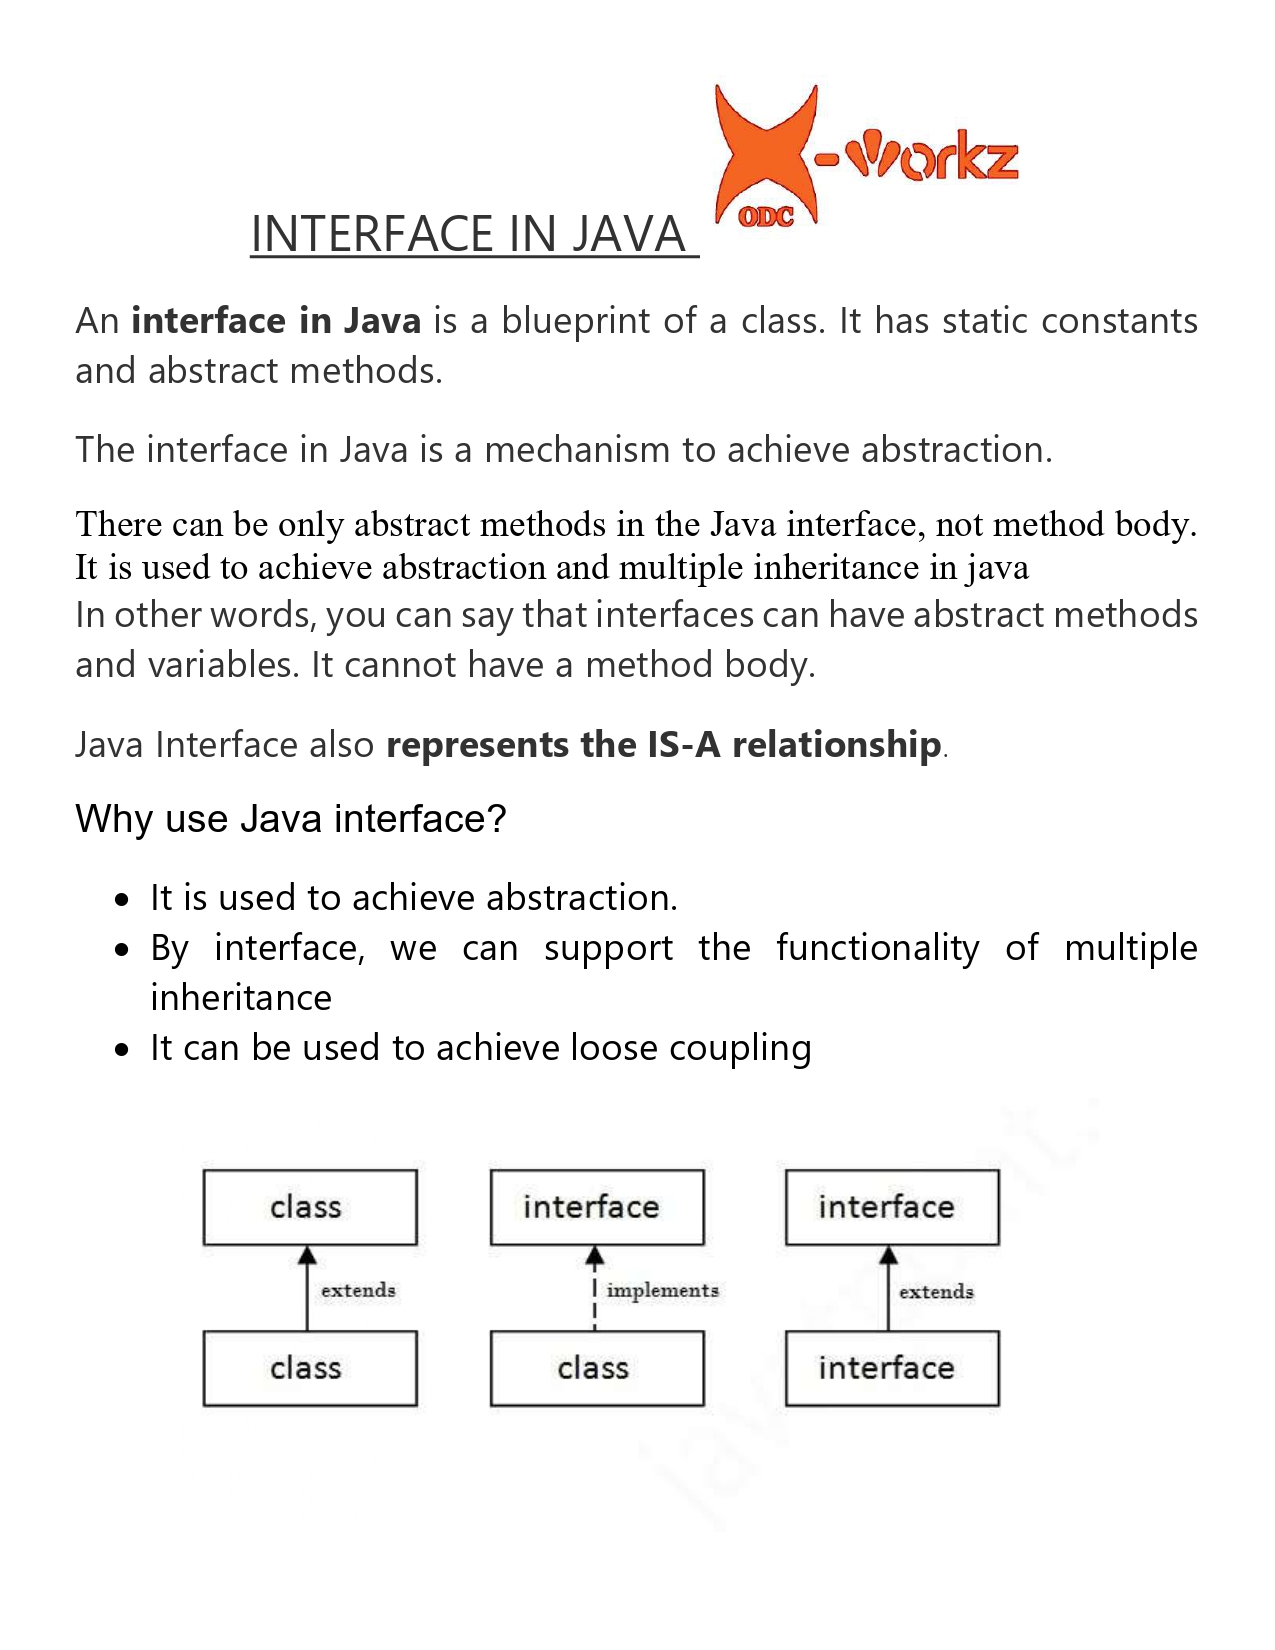 X-workz
ODC
INTERFACE IN JAVA
An interface in Java is a blueprint of a class. It has static constants
and abstract methods.
The interface in Java is a mechanism to achieve abstraction.
There can be only abstract methods in the Java interface, not method body.
It is used to achieve abstraction and multiple inheritance in java
In other words, you can say that interfaces can have abstract methods
and variables. It cannot have a method body.
Java Interface also represents the IS-A relationship.
Why use Java interface?
• It is used to achieve abstraction.
• By interface, we can support the functionality of multiple
inheritance
• It can be used to achieve loose coupling
class interface interface
extends implements extends
class class interface